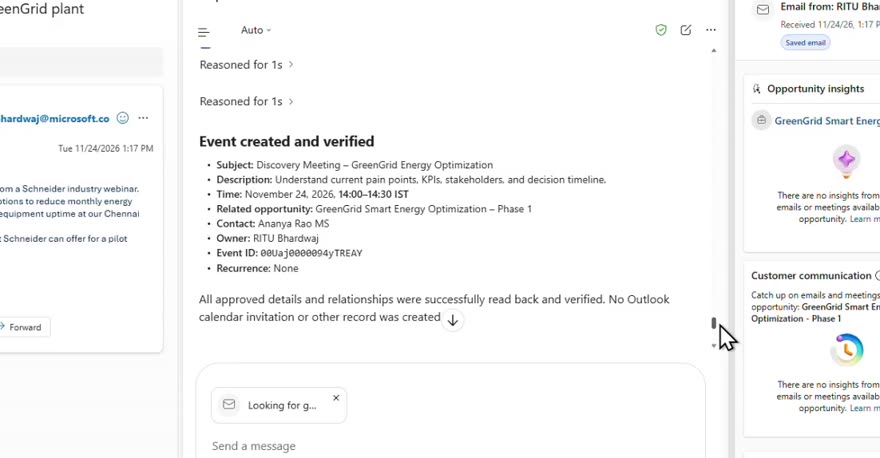 eenGrid plant
hardwaj@microsoft.co
Tue 11/24/2026 1:17 PM
om a Schneider industry webinar.
ptions to reduce monthly energy
equipment uptime at our Chennai
t Schneider can offer for a pilot
Forward
Auto
Reasoned for 1s
Reasoned for 1s
Event created and verified
• Subject: Discovery Meeting – GreenGrid Energy Optimization
• Description: Understand current pain points, KPIs, stakeholders, and decision timeline.
• Time: November 24, 2026, 14:00–14:30 IST
• Related opportunity: GreenGrid Smart Energy Optimization – Phase 1
• Contact: Ananya Rao MS
• Owner: RITU Bhardwaj
• Event ID: 00Uaj0000094yTREAY
• Recurrence: None
All approved details and relationships were successfully read back and verified. No Outlook
calendar invitation or other record was created
Looking for g...
Send a message
Email from: RITU Bhar
Received 11/24/26, 1:17 P
Saved email
Opportunity insights
GreenGrid Smart Energ
There are no insights from
emails or meetings availab
opportunity. Learn m
Customer communication
Catch up on emails and meetings
opportunity: GreenGrid Smart En
Optimization - Phase 1
There are no insights from
emails or meetings availab
opportunity. Learn m